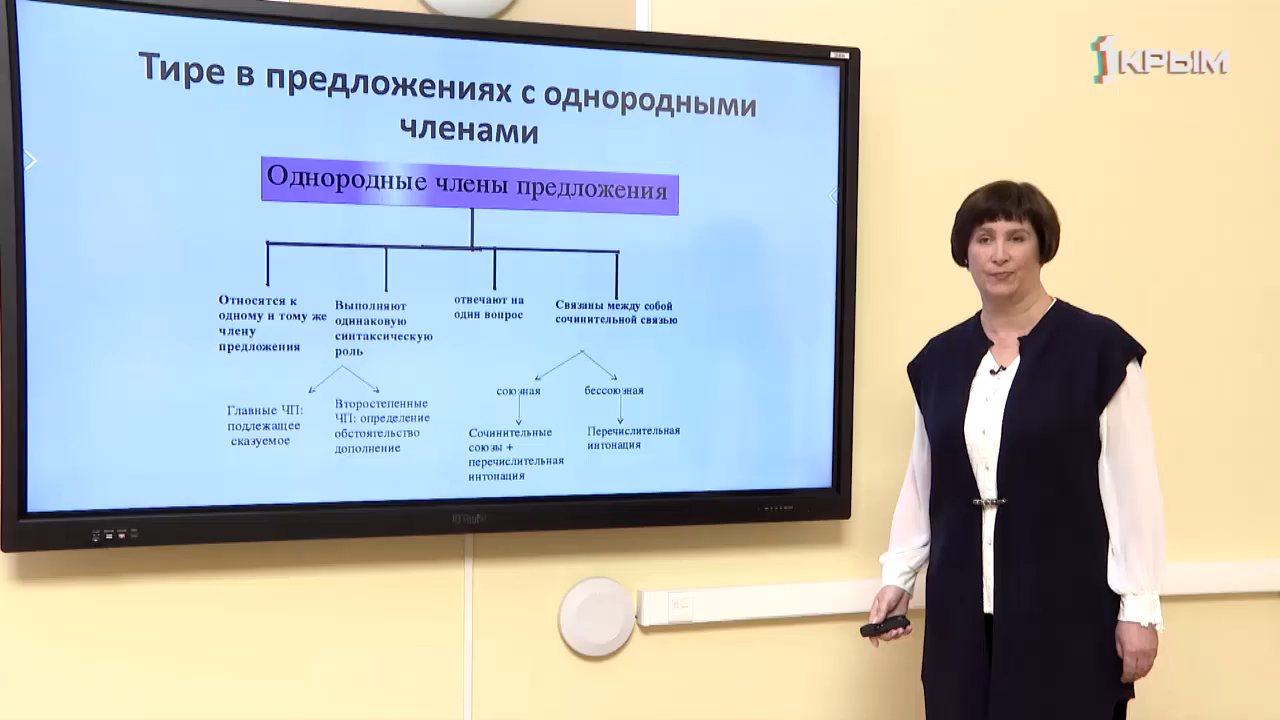 1 КРЫМ
Тире в предложениях с однородными
членами
Однородные члены предложения
Относятся к
одному и тому же
члену
предложения
Выполняют
одинаковую
синтаксическую
роль
отвечают на
один вопрос
Связаны между собой
сочинительной связью
Главные ЧП:
подлежащее
сказуемое
Второстепенные
ЧП: определение
обстоятельство
дополнение
союзная
бессоюзная
Сочинительные
союзы +
перечислительная
интонация
Перечислительная
интонация